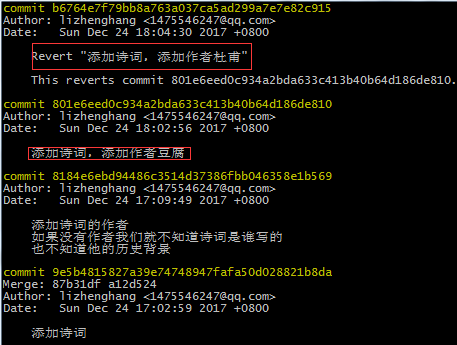 commit b6764e7f79bb8a763a037ca5ad299a7e7e82c915
Author: lizhenghang <1475546247@qq.com>
Date:   Sun Dec 24 18:04:30 2017 +0800
Revert "添加诗词，添加作者杜甫"
This reverts commit 801e6eed0c934a2bda633c413b40b64d186de810.
commit 801e6eed0c934a2bda633c413b40b64d186de810
Author: lizhenghang <1475546247@qq.com>
Date:   Sun Dec 24 18:02:56 2017 +0800
添加诗词，添加作者豆腐
commit 8184e6ebd94486c3514d37386fbb046358e1b569
Author: lizhenghang <1475546247@qq.com>
Date:   Sun Dec 24 17:09:49 2017 +0800
添加诗词的作者
如果没有作者我们就不知道诗词是谁写的
也不知道他的历史背景
commit 9e5b4815827a39e74748947fafa50d028821b8da
Merge: 87b31df a12d524
Author: lizhenghang <1475546247@qq.com>
Date:   Sun Dec 24 17:02:59 2017 +0800
添加诗词